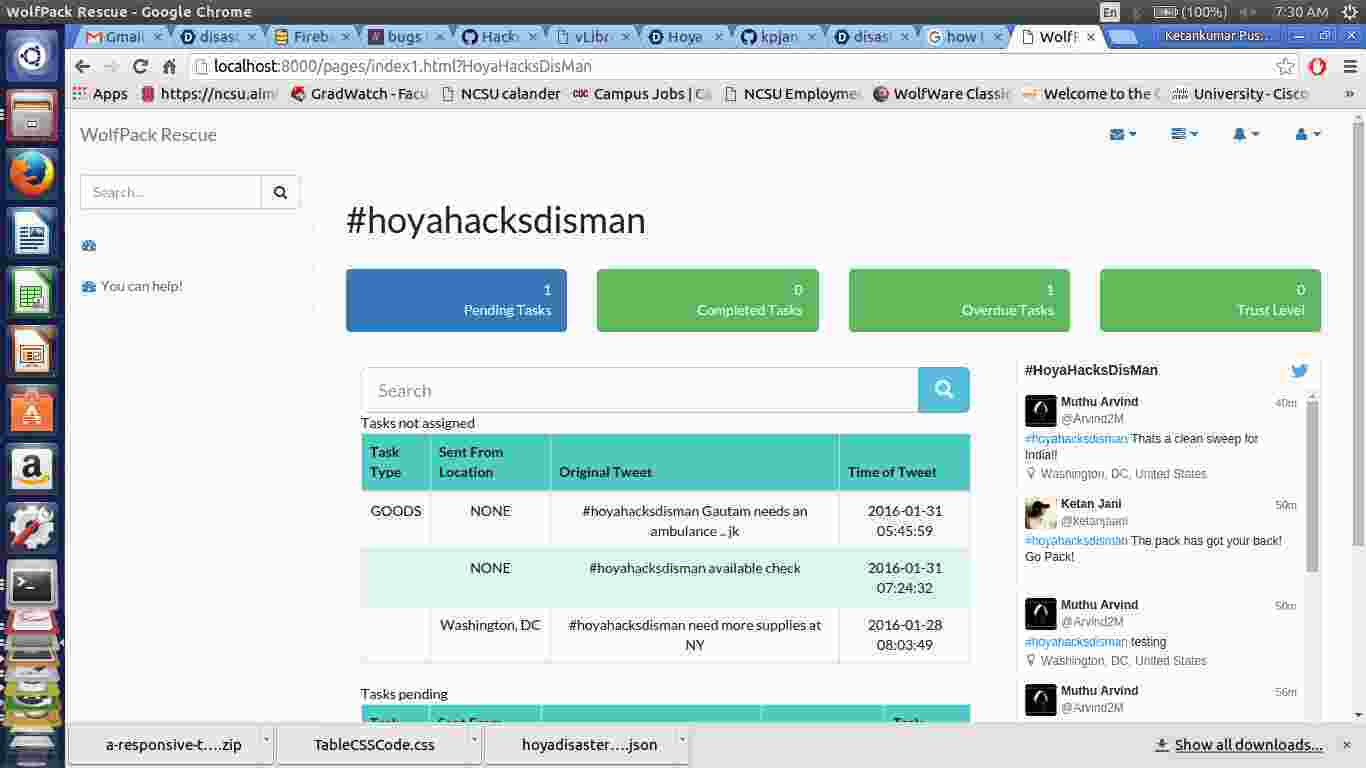 WolfPack Rescue - Google Chrome
En
(100%)
7:30 AM
Gmail
disas
Fireb
bugs
Hack
vLibr
Hoya
kpjan
disas
how
WolfP
Ketankumar Pus...
localhost:8000/pages/index1.html?HoyaHacksDisMan
Apps
https://ncsu.aim
GradWatch - Facu
NCSU calander
Campus Jobs | Ca
NCSU Employme
WolfWare Classic
Welcome to the C
University - Cisco
»
WolfPack Rescue
Search...
You can help!
#hoyahacksdisman
1
Pending Tasks
0
Completed Tasks
1
Overdue Tasks
0
Trust Level
Search
Tasks not assigned
Task Type
Sent From Location
Original Tweet
Time of Tweet
GOODS
NONE
#hoyahacksdisman Gautam needs an
ambulance .. jk
2016-01-31
05:45:59
NONE
#hoyahacksdisman available check
2016-01-31
07:24:32
Washington, DC
#hoyahacksdisman need more supplies at
NY
2016-01-28
08:03:49
Tasks pending
Task
Sent From
Task
#HoyaHacksDisMan
Muthu Arvind
40m
@Arvind2M
#hoyahacksdisman Thats a clean sweep for
India!!
Washington, DC, United States
Ketan Jani
50m
@ketanpjani
#hoyahacksdisman The pack has got your back!
Go Pack!
Muthu Arvind
50m
@Arvind2M
#hoyahacksdisman testing
Washington, DC, United States
Muthu Arvind
56m
@Arvind2M
a-responsive-t....zip
TableCSSCode.css
hoyadisaster....json
Show all downloads...